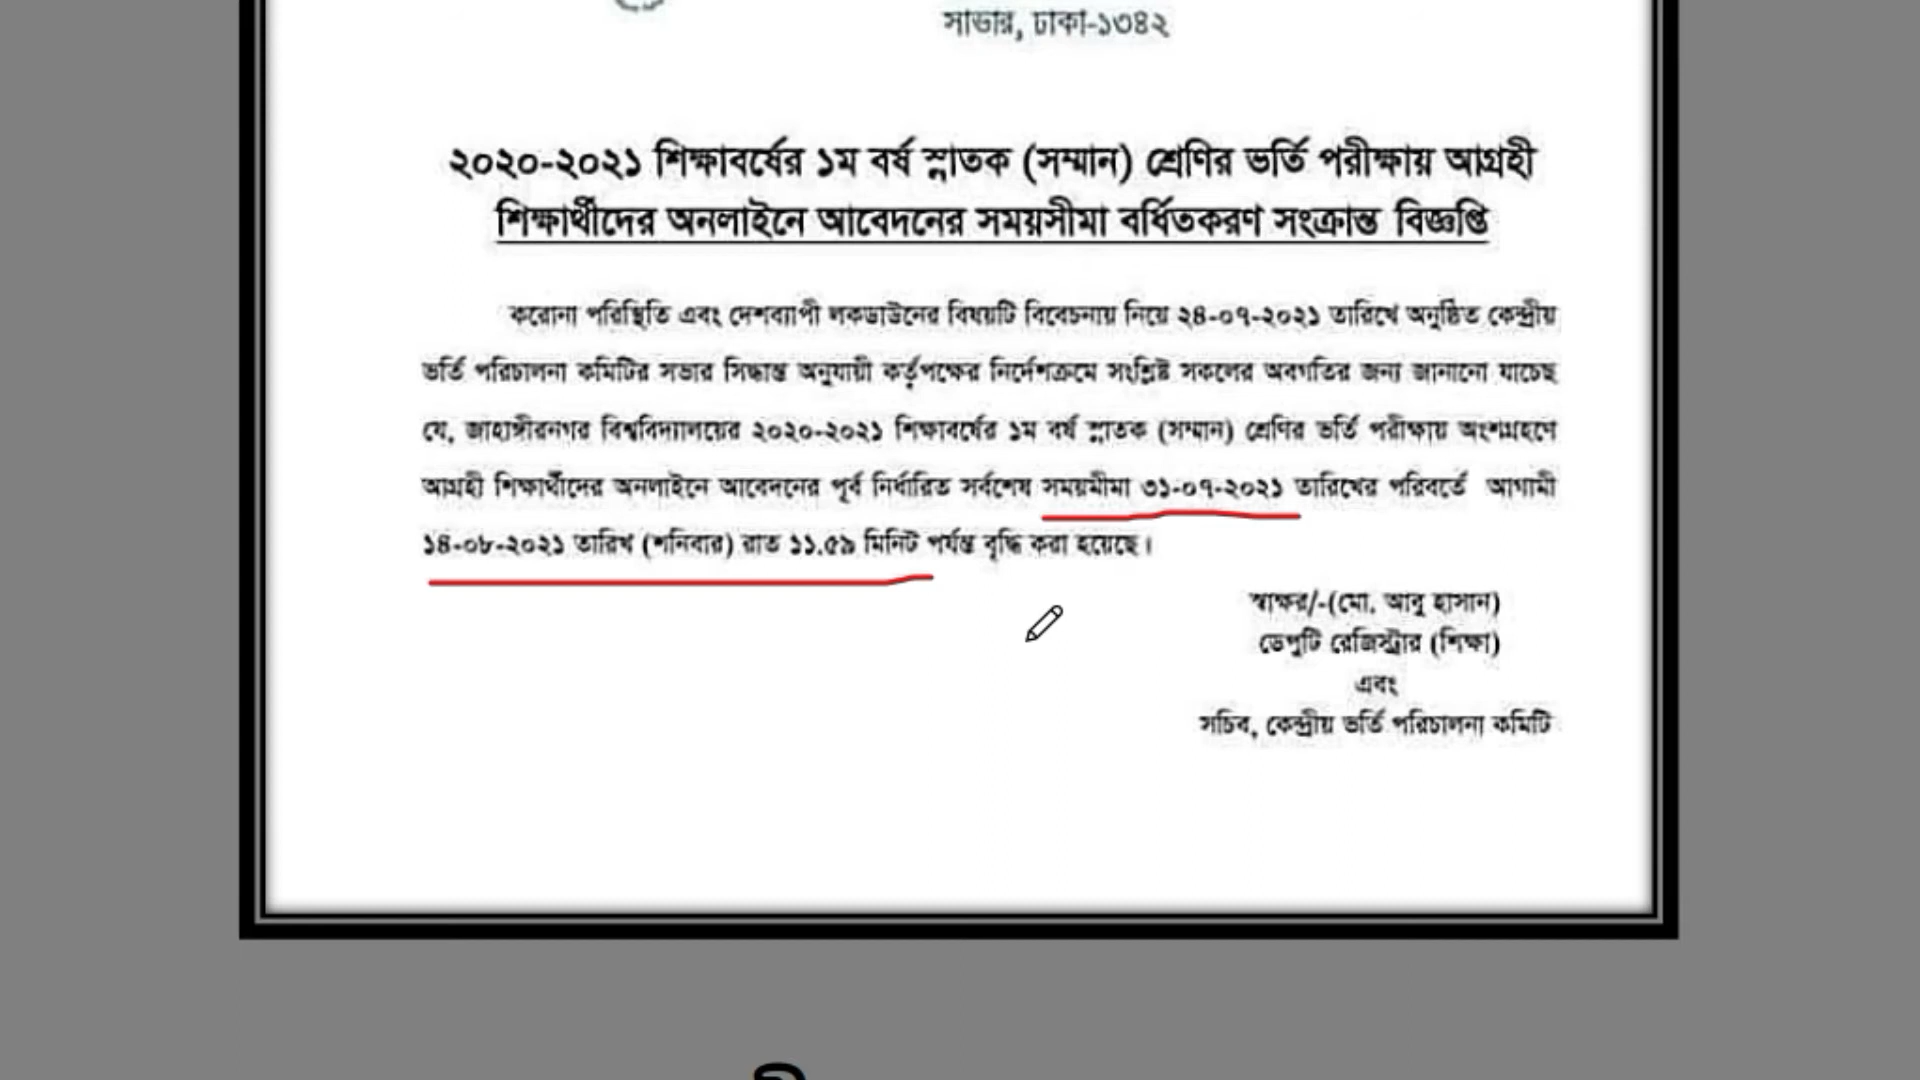 সাভার, ঢাকা-১৩৪২
২০২০-২০২১ শিক্ষাবর্ষের ১ম বর্ষ স্নাতক (সম্মান) শ্রেণির ভর্তি পরীক্ষায় আগ্রহী
শিক্ষার্থীদের অনলাইনে আবেদনের সময়সীমা বর্ধিতকরণ সংক্রান্ত বিজ্ঞপ্তি
করোনা পরিস্থিতি এবং দেশব্যাপী লকডাউনের বিষয়টি বিবেচনায় নিয়ে ২৪-০৭-২০২১ তারিখে অনুষ্ঠিত কেন্দ্রীয়
ভর্তি পরিচালনা কমিটির সভার সিদ্ধান্ত অনুযায়ী কর্তৃপক্ষের নির্দেশক্রমে সংশ্লিষ্ট সকলের অবগতির জন্য জানানো যাচেছ
যে, জাহাঙ্গীরনগর বিশ্ববিদ্যালয়ের ২০২০-২০২১ শিক্ষাবর্ষের ১ম বর্ষ স্নাতক (সম্মান) শ্রেণির ভর্তি পরীক্ষায় অংশগ্রহণে
আগ্রহী শিক্ষার্থীদের অনলাইনে আবেদনের পূর্ব নির্ধারিত সর্বশেষ সময়মীমা ৩১-০৭-২০২১ তারিখের পরিবর্তে আগামী
১৪-০৮-২০২১ তারিখ (শনিবার) রাত ১১.৫৯ মিনিট পর্যন্ত বৃদ্ধি করা হয়েছে।
স্বাক্ষর/-(মো. আবু হাসান)
ডেপুটি রেজিস্ট্রার (শিক্ষা)
এবং
সচিব, কেন্দ্রীয় ভর্তি পরিচালনা কমিটি